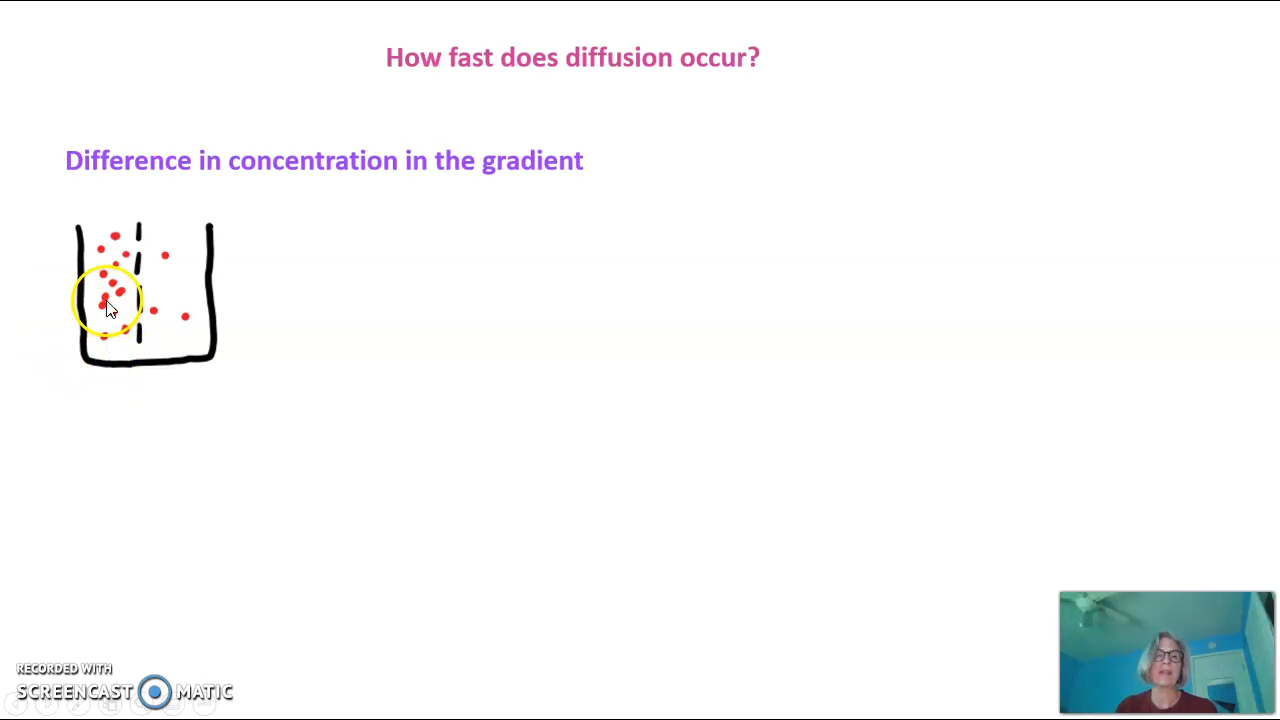 How fast does diffusion occur?
Difference in concentration in the gradient
RECORDED WITH
SCREENCAST MATIC